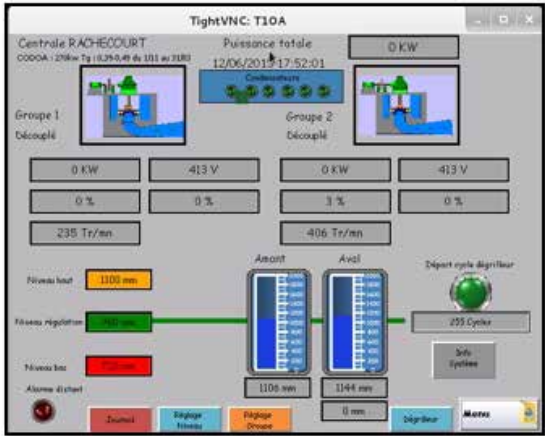 TightVNC: T10A
Centrale RACHECOURT
Puissance totale
0 KW
12/06/2015 17:52:01
Condensateurs
Groupe 1
Découplé
Groupe 2
Découplé
0 KW
413 V
0 KW
413 V
0 %
0 %
3 %
0 %
235 Tr/mn
406 Tr/mn
Amont
Aval
Départ cycle dégrilleur
Niveau haut
1100 mm
Niveau régulation
255 Cycles
Info
Système
Niveau bas
1106 mm
1144 mm
Alarme distant
0 mm
Journal
Réglage
Niveau
Réglage
Groupe
Dégrilleur
Menu